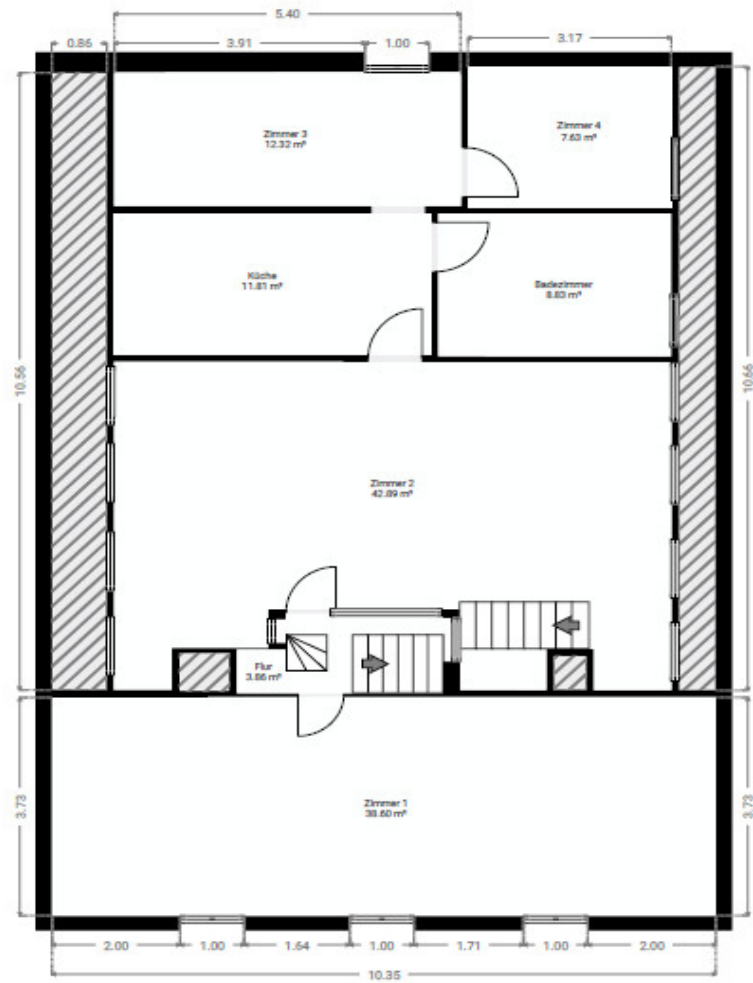 5.40
0.86
3.91
1.00
3.17
Zimmer 3
12.32 m²
Zimmer 4
7.63 m²
Küche
11.81 m²
Badezimmer
8.83 m²
10.56
10.66
Zimmer 2
42.89 m²
Flur
3.86 m²
3.73
3.73
Zimmer 1
38.60 m²
2.00
1.00
1.64
1.00
1.71
1.00
2.00
10.35